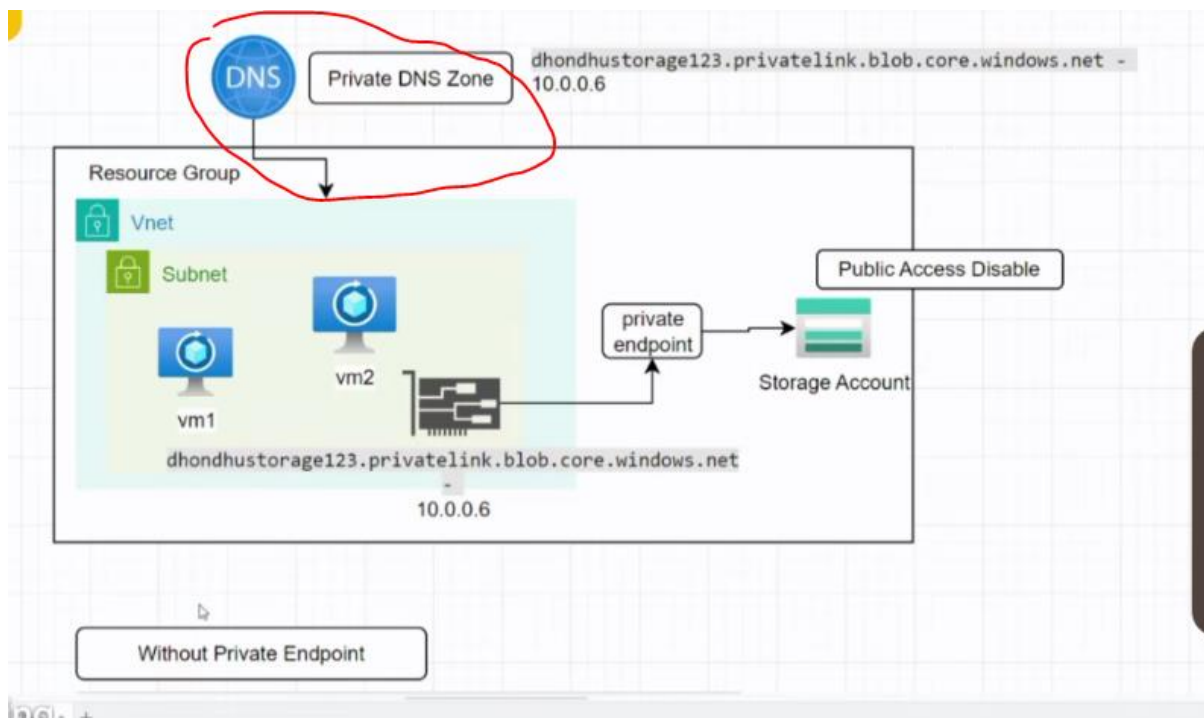 DNS
Private DNS Zone
dhondhustorage123.privatelink.blob.core.windows.net -
10.0.0.6
Resource Group
Vnet
Subnet
Public Access Disable
private
endpoint
vm2
Storage Account
vm1
dhondhustorage123.privatelink.blob.core.windows.net
-
10.0.0.6
Without Private Endpoint